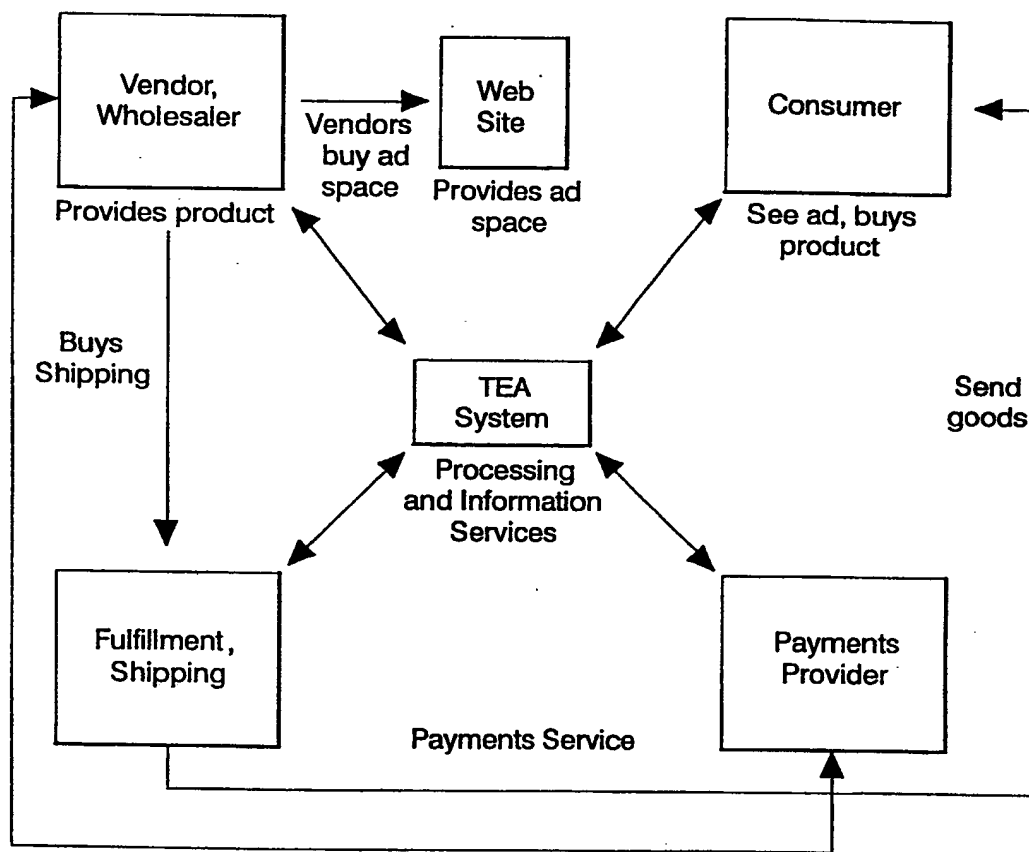 Vendor,
Wholesaler
Provides product
Vendors
buy ad
space
Web
Site
Provides ad
space
Consumer
See ad, buys
product
Buys
Shipping
TEA
System
Processing
and Information
Services
Send
goods
Fulfillment,
Shipping
Payments
Provider
Payments Service